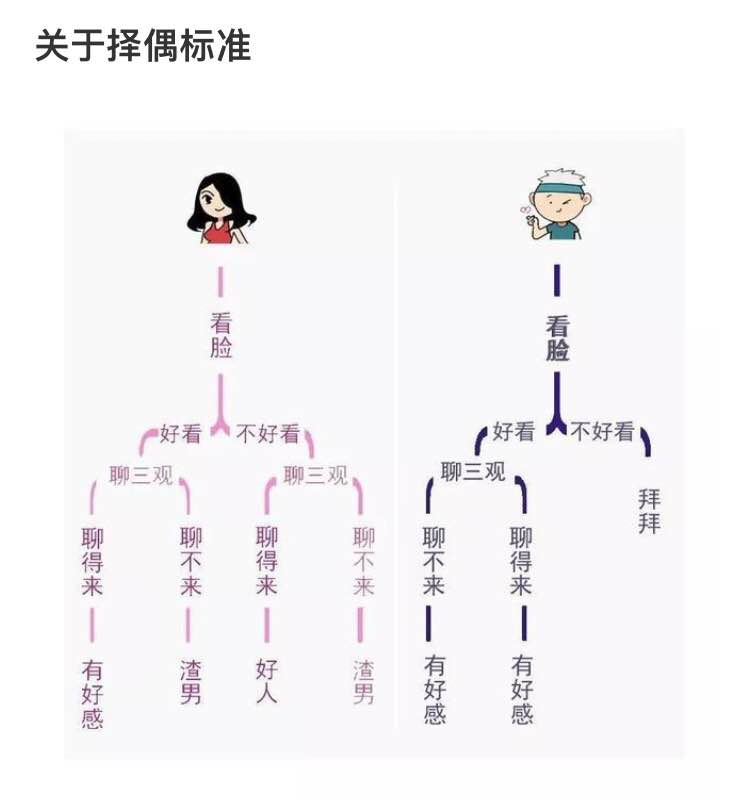 关于择偶标准
看脸
好看
不好看
聊三观
聊三观
聊得来
聊不来
聊得来
聊不来
有好感
渣男
好人
渣男
看脸
好看
不好看
聊三观
拜拜
聊不来
聊得来
有好感
有好感